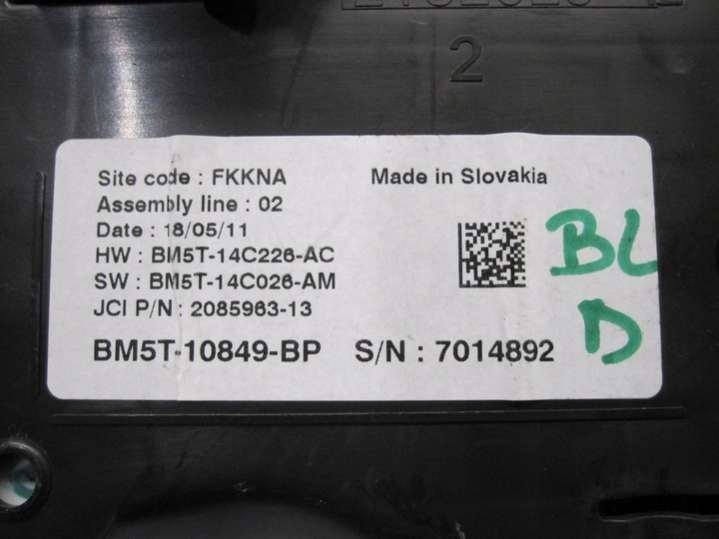 2
Site code : FKKNA
Made in Slovakia
Assembly line : 02
Date : 18/05/11
HW : BM5T-14C226-AC
SW : BM5T-14C026-AM
JCI P/N : 2085963-13
BM5T-10849-BP S/N : 7014892
BL
D